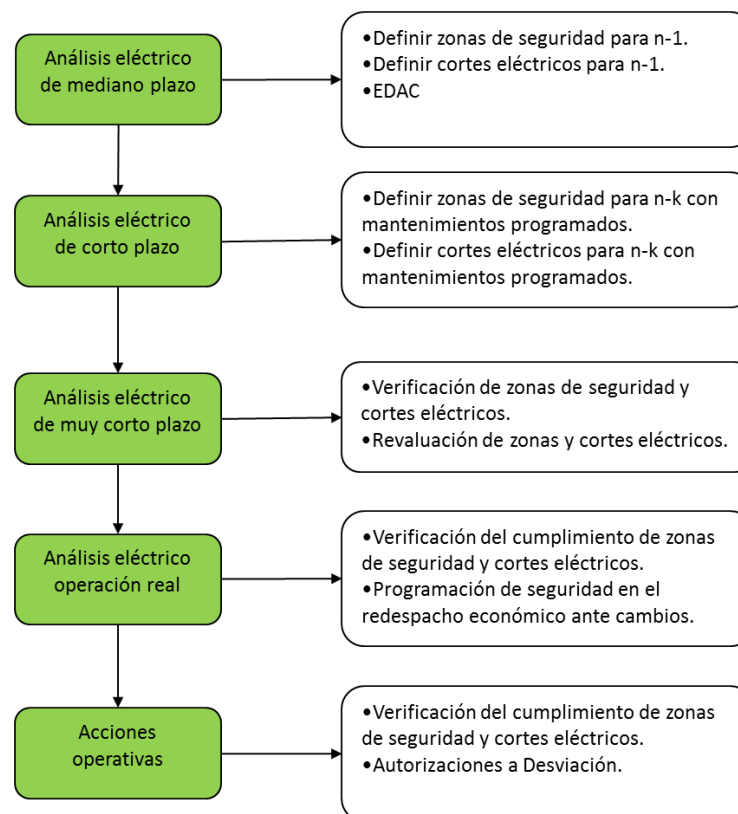 Análisis eléctrico
de mediano plazo
•Definir zonas de seguridad para n-1.
•Definir cortes eléctricos para n-1.
•EDAC
Análisis eléctrico
de corto plazo
•Definir zonas de seguridad para n-k con
mantenimientos programados.
•Definir cortes eléctricos para n-k con
mantenimientos programados.
Análisis eléctrico
de muy corto plazo
•Verificación de zonas de seguridad y
cortes eléctricos.
•Revaluación de zonas y cortes eléctricos.
Análisis eléctrico
operación real
•Verificación del cumplimiento de zonas
de seguridad y cortes eléctricos.
•Programación de seguridad en el
redespacho económico ante cambios.
Acciones
operativas
•Verificación del cumplimiento de zonas
de seguridad y cortes eléctricos.
•Autorizaciones a Desviación.